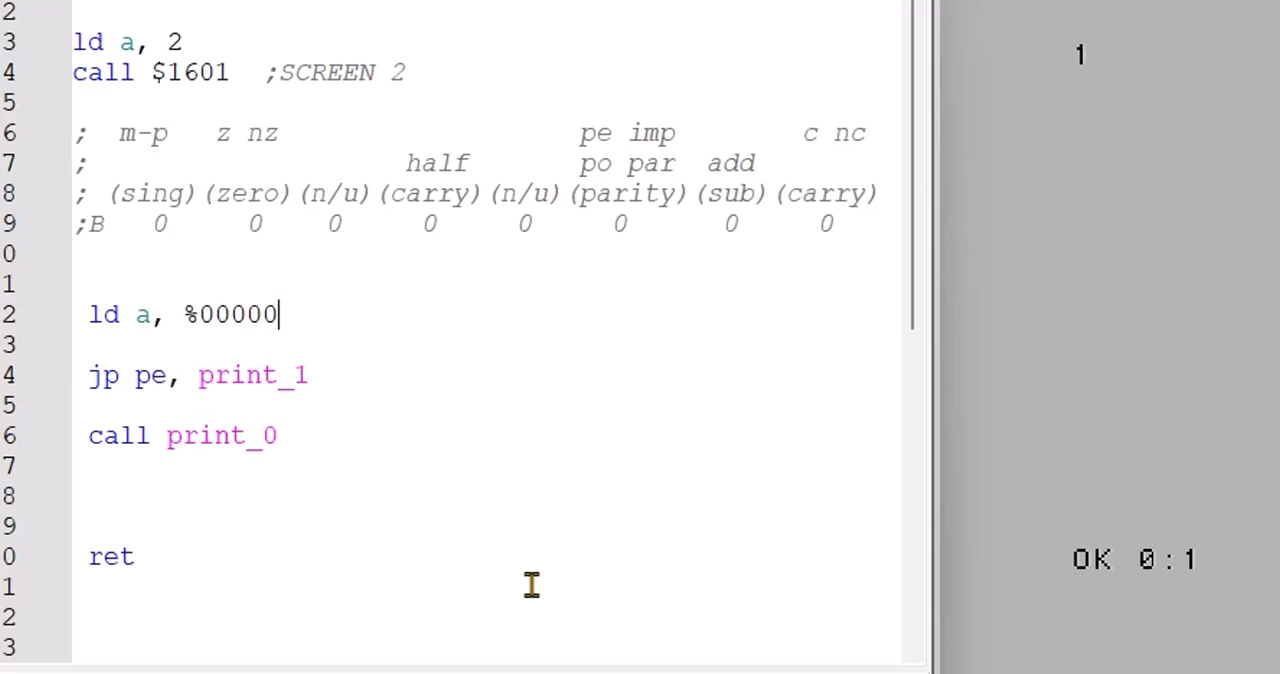 2
3 ld a, 2
4 call $1601 ;SCREEN 2
5
6 ; m-p z nz pe imp c nc
7 ; half po par add
8 ; (sing)(zero)(n/u)(carry)(n/u)(parity)(sub)(carry)
9 ;B 0 0 0 0 0 0 0 0
0
1
2 ld a, %00000
3
4 jp pe, print_1
5
6 call print_0
7
8
9
0 ret
1
2
3
1
OK 0:1